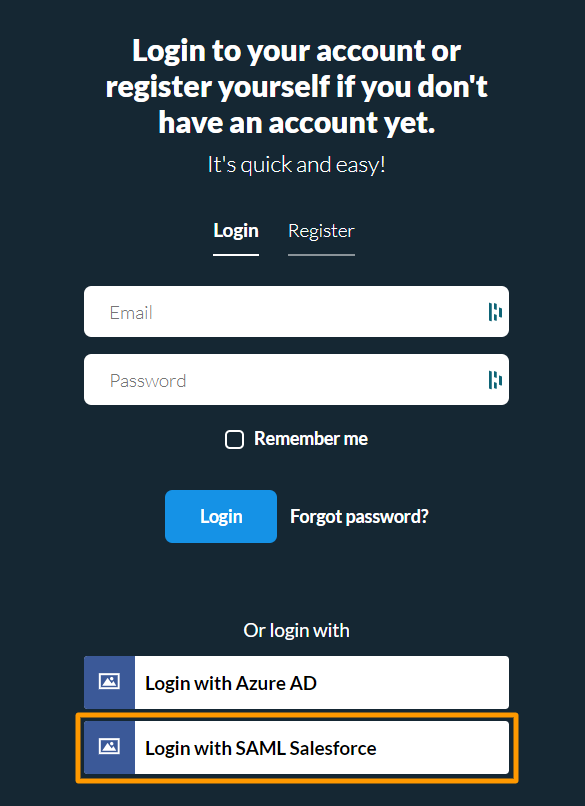 Login to your account or
register yourself if you don't
have an account yet.
It's quick and easy!
Login Register
Email
Password
Remember me
Login Forgot password?
Or login with
Login with Azure AD
Login with SAML Salesforce